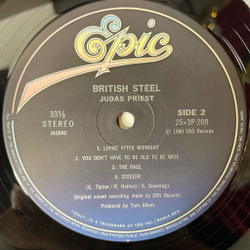 Epic
BRITISH STEEL
JUDAS PRIEST
33⅓
STEREO
JASRAC
SIDE 2
25·3P-208
℗ 1980 CBS Records
1. LIVING AFTER MIDNIGHT
2. YOU DON'T HAVE TO BE OLD TO BE WISE
3. THE RAGE
4. STEELER
(G. Tipton / R. Halford / K. Downing)
Original sound recording made by CBS Records
Produced by Tom Allom